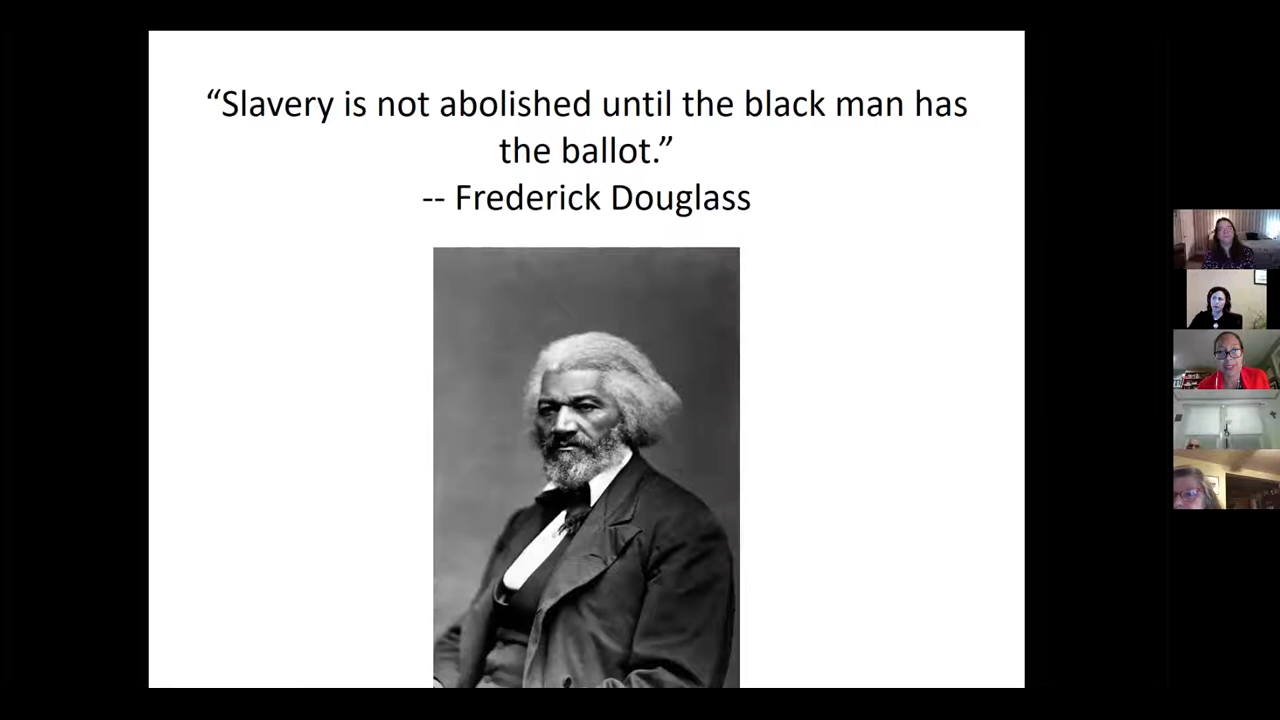 “Slavery is not abolished until the black man has
the ballot.”
-- Frederick Douglass